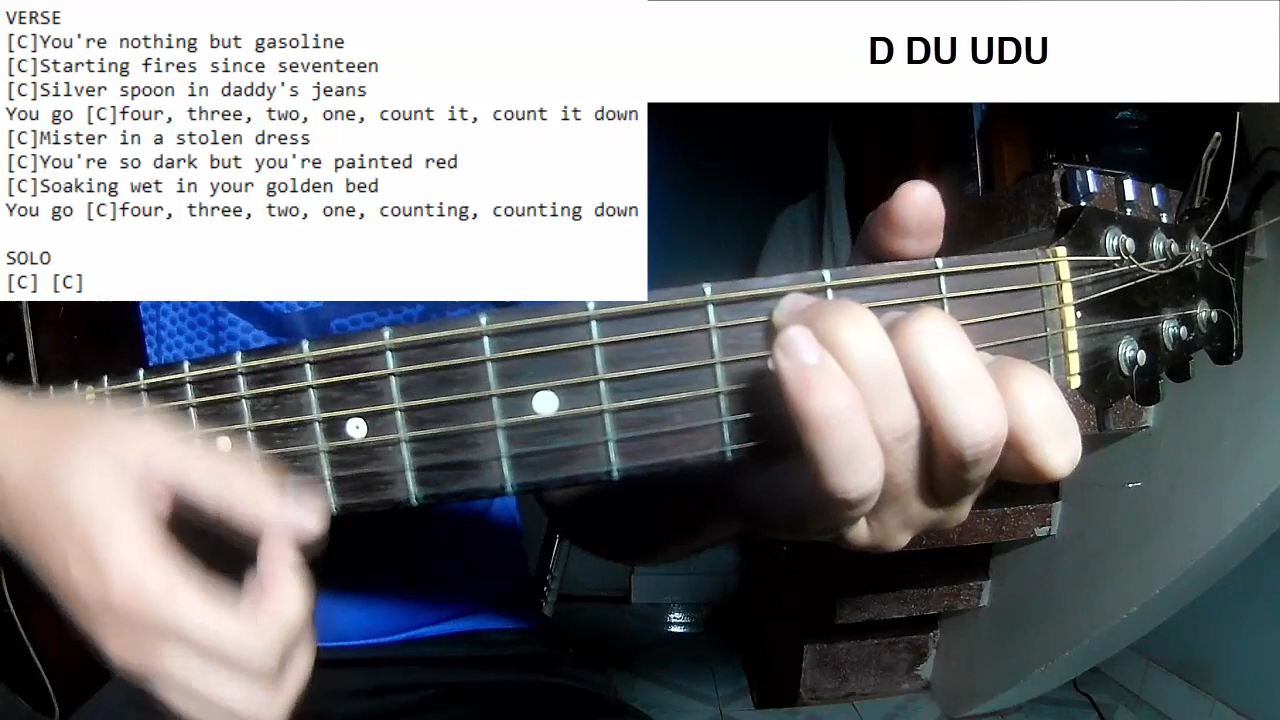 VERSE
[C]You're nothing but gasoline
[C]Starting fires since seventeen
[C]Silver spoon in daddy's jeans
You go [C]four, three, two, one, count it, count it down
[C]Mister in a stolen dress
[C]You're so dark but you're painted red
[C]Soaking wet in your golden bed
You go [C]four, three, two, one, counting, counting down
SOLO
[C] [C]
D DU UDU